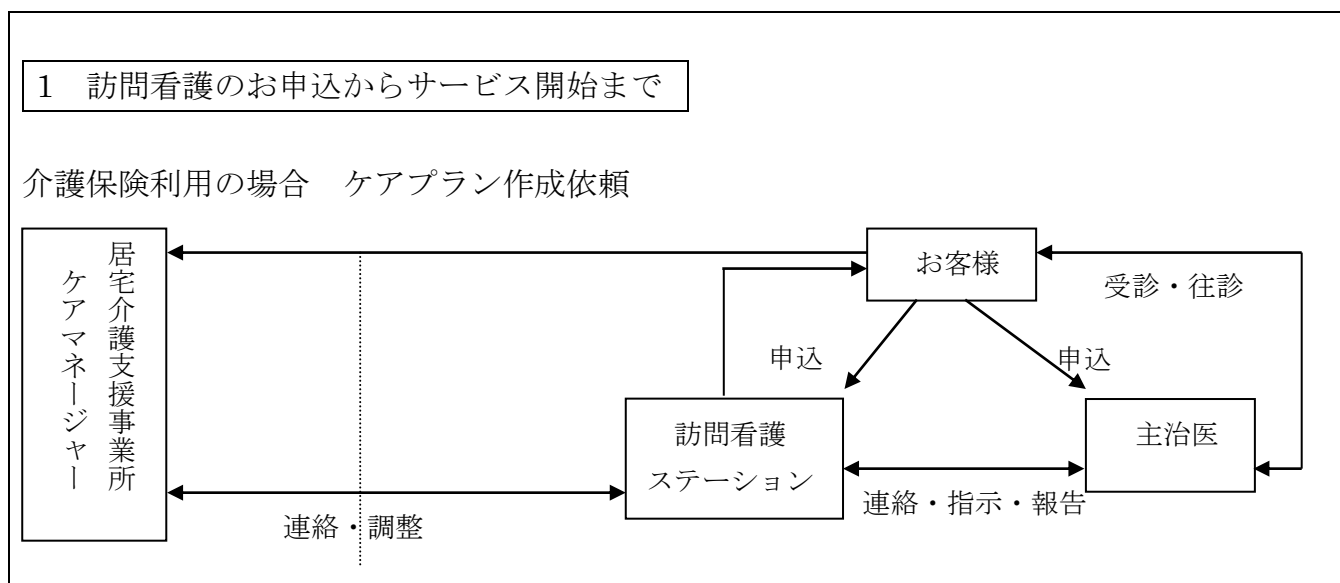 1　訪問看護のお申込からサービス開始まで
介護保険利用の場合　ケアプラン作成依頼
居宅介護支援事業所
ケアマネージャー
お客様
受診・往診
申込
申込
訪問看護
ステーション
主治医
連絡・指示・報告
連絡・調整